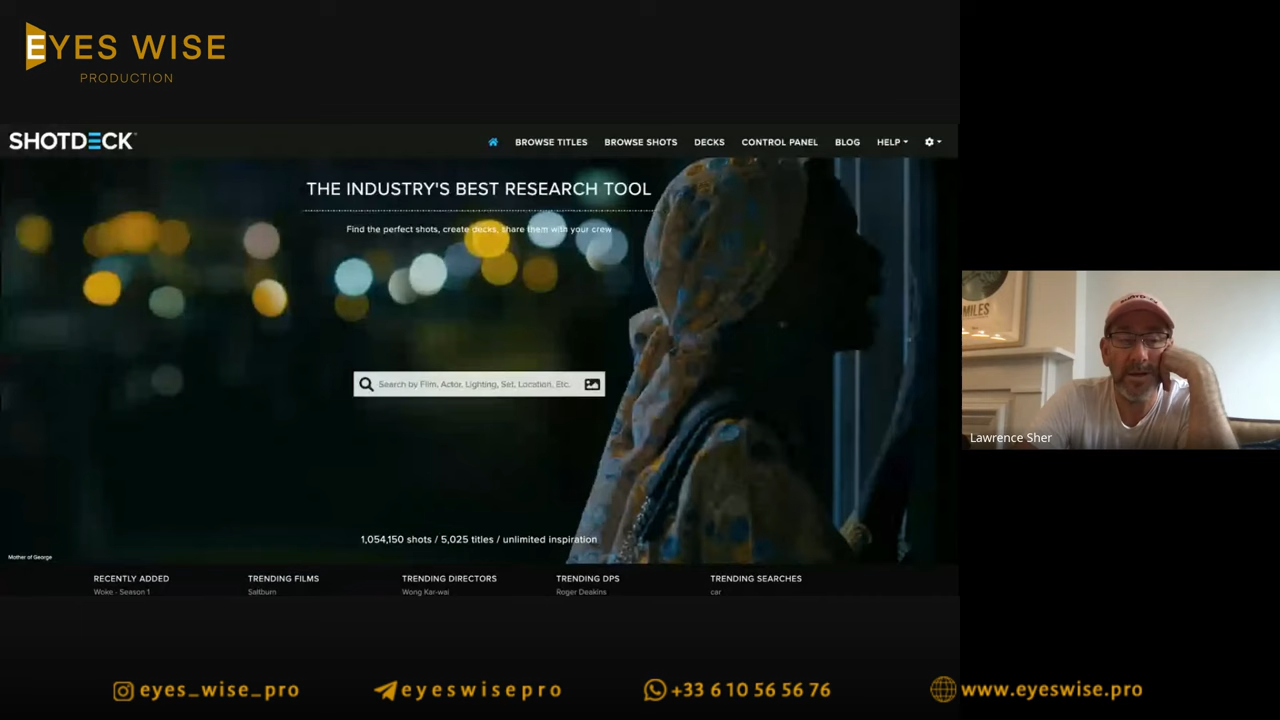 EYES WISE
PRODUCTION
SHOTDECK
BROWSE TITLES BROWSE SHOTS DECKS CONTROL PANEL BLOG HELP
THE INDUSTRY'S BEST RESEARCH TOOL
Find the perfect shots, create decks, share them with your crew
Search by Film, Actor, Lighting, Set, Location, Etc.
1,054,150 shots / 5,025 titles / unlimited inspiration
Mother of George
RECENTLY ADDED TRENDING FILMS TRENDING DIRECTORS TRENDING DPS TRENDING SEARCHES
Woke - Season 1 Saltburn Wong Kar-wai Roger Deakins car
MILES
Lawrence Sher
eyes_wise_pro eyeswisepro +33 6 10 56 56 76 www.eyeswise.pro